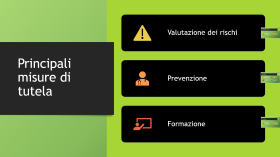 Principali
misure di
tutela
Valutazione dei rischi
Prevenzione
Formazione